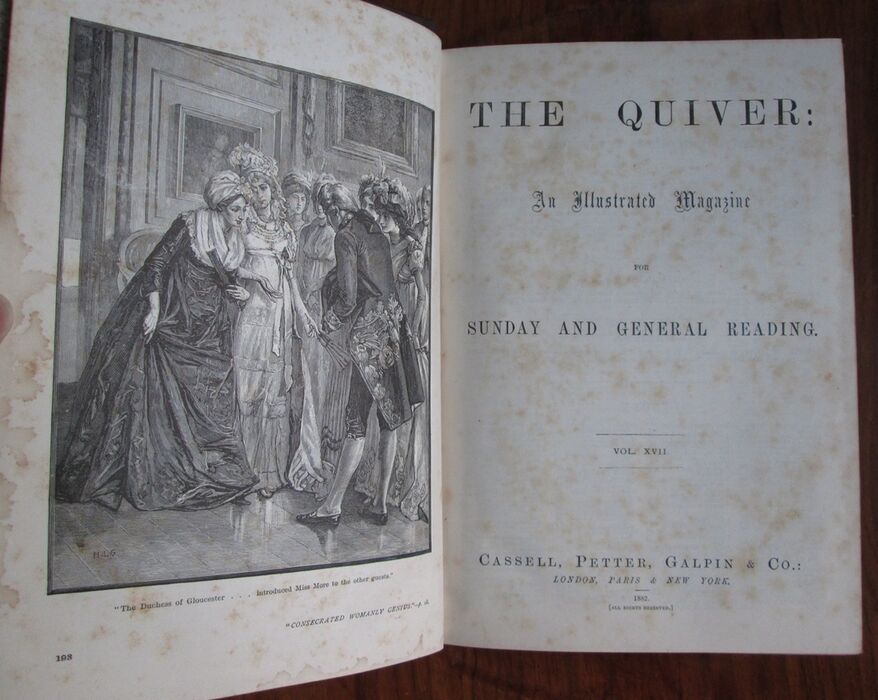 H.L.G
"The Duchess of Gloucester . . . introduced Miss More to the other guests."
"CONSECRATED WOMANLY GENIUS"—p. 
193
THE QUIVER:
An Illustrated Magazine
FOR
SUNDAY AND GENERAL READING.
VOL. XVII
CASSELL, PETTER, GALPIN & CO.:
LONDON, PARIS & NEW YORK.
1882.
[ALL RIGHTS RESERVED.]